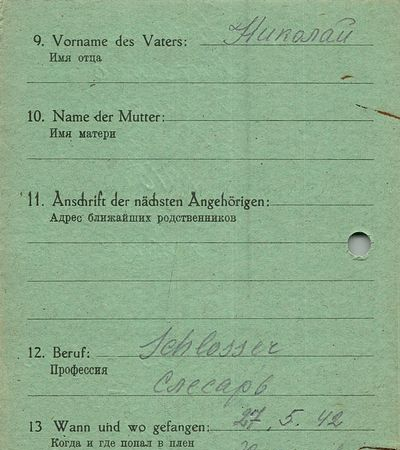 9. Vorname des Vaters: Николай
Имя отца
10. Name der Mutter:
Имя матери
11. Anschrift der nächsten Angehörigen:
Адрес ближайших родственников
12. Beruf: Schlosser
Профессия Слесарь
13 Wann und wo gefangen: 27. 5. 42
Когда и где попал в плен